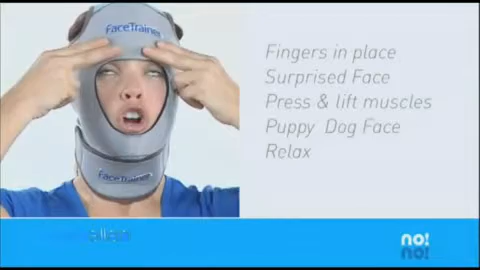 FaceTrainer
FaceTrainer
Fingers in place
Surprised Face
Press & lift muscles
Puppy Dog Face
Relax
no!
no!